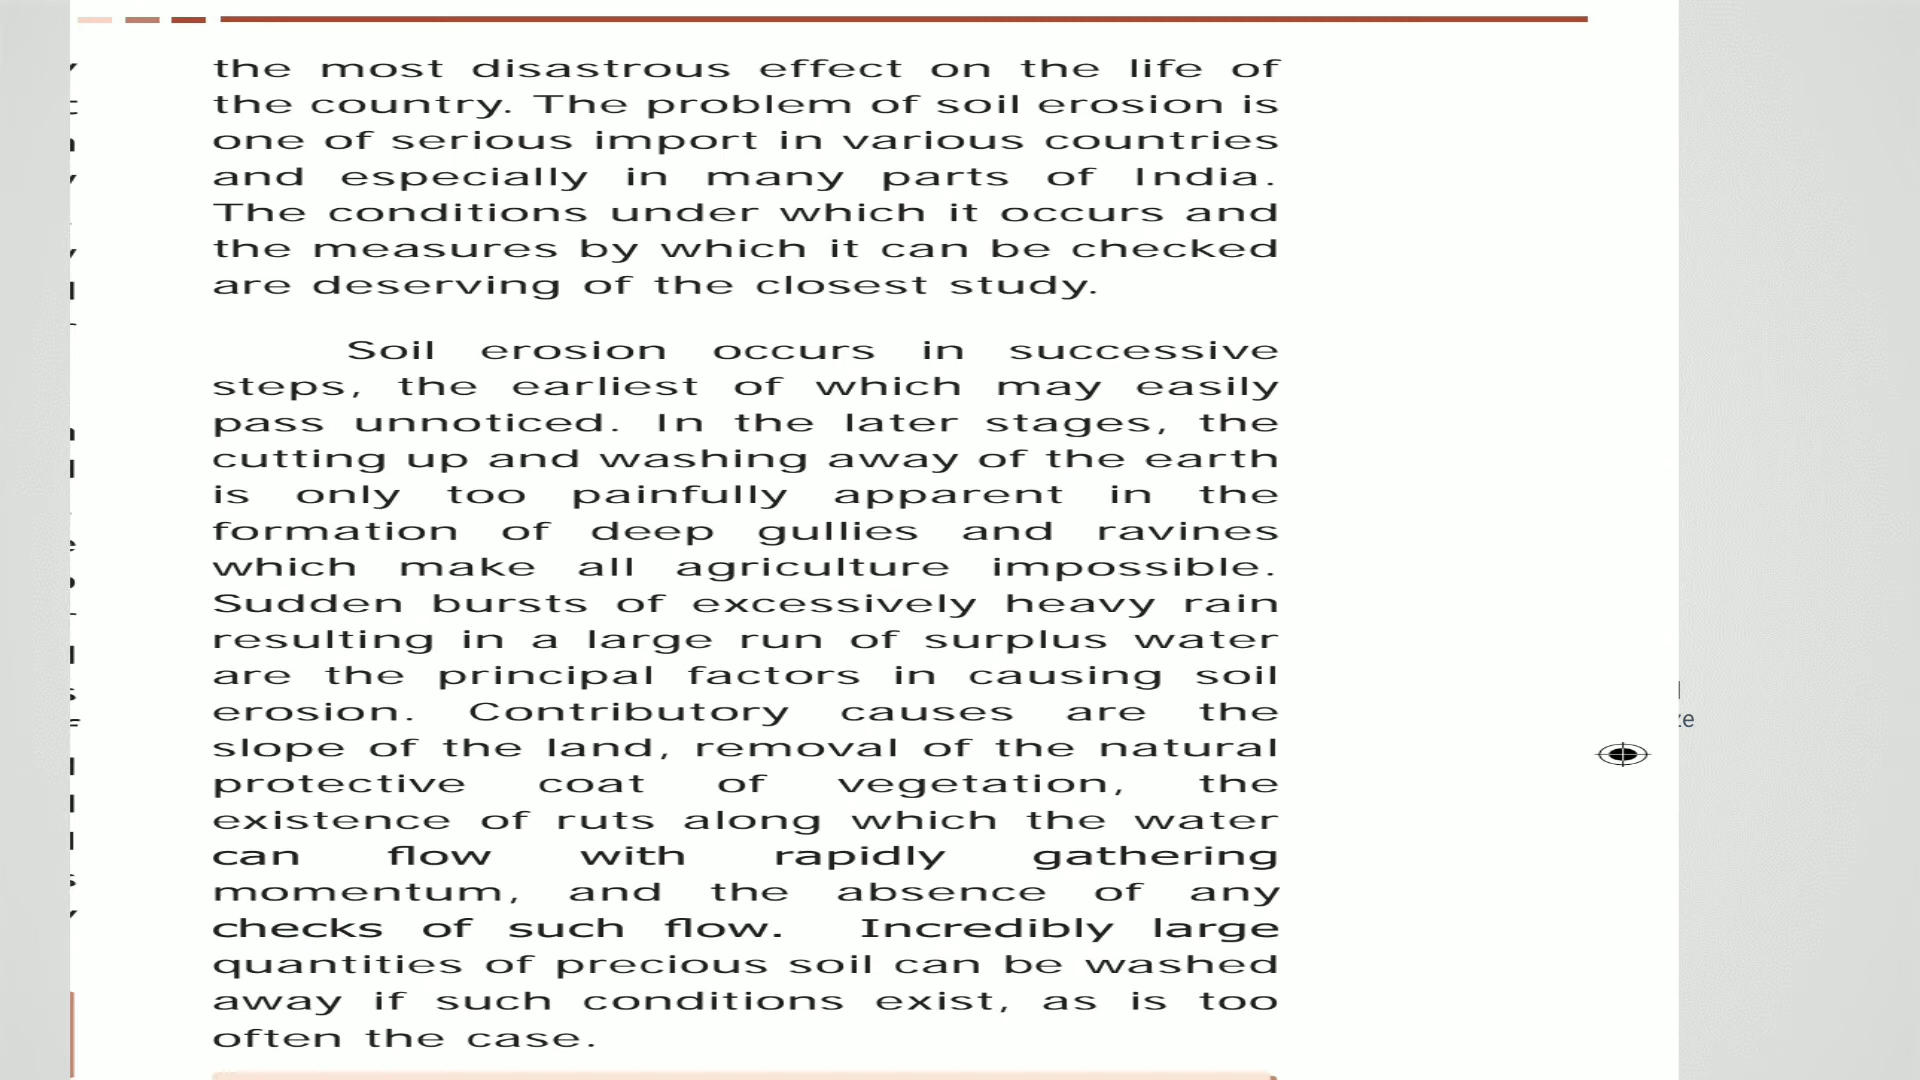 the most disastrous effect on the life of
the country. The problem of soil erosion is
one of serious import in various countries
and especially in many parts of India.
The conditions under which it occurs and
the measures by which it can be checked
are deserving of the closest study.
Soil erosion occurs in successive
steps, the earliest of which may easily
pass unnoticed. In the later stages, the
cutting up and washing away of the earth
is only too painfully apparent in the
formation of deep gullies and ravines
which make all agriculture impossible.
Sudden bursts of excessively heavy rain
resulting in a large run of surplus water
are the principal factors in causing soil
erosion. Contributory causes are the
slope of the land, removal of the natural
protective coat of vegetation, the
existence of ruts along which the water
can flow with rapidly gathering
momentum, and the absence of any
checks of such flow. Incredibly large
quantities of precious soil can be washed
away if such conditions exist, as is too
often the case.